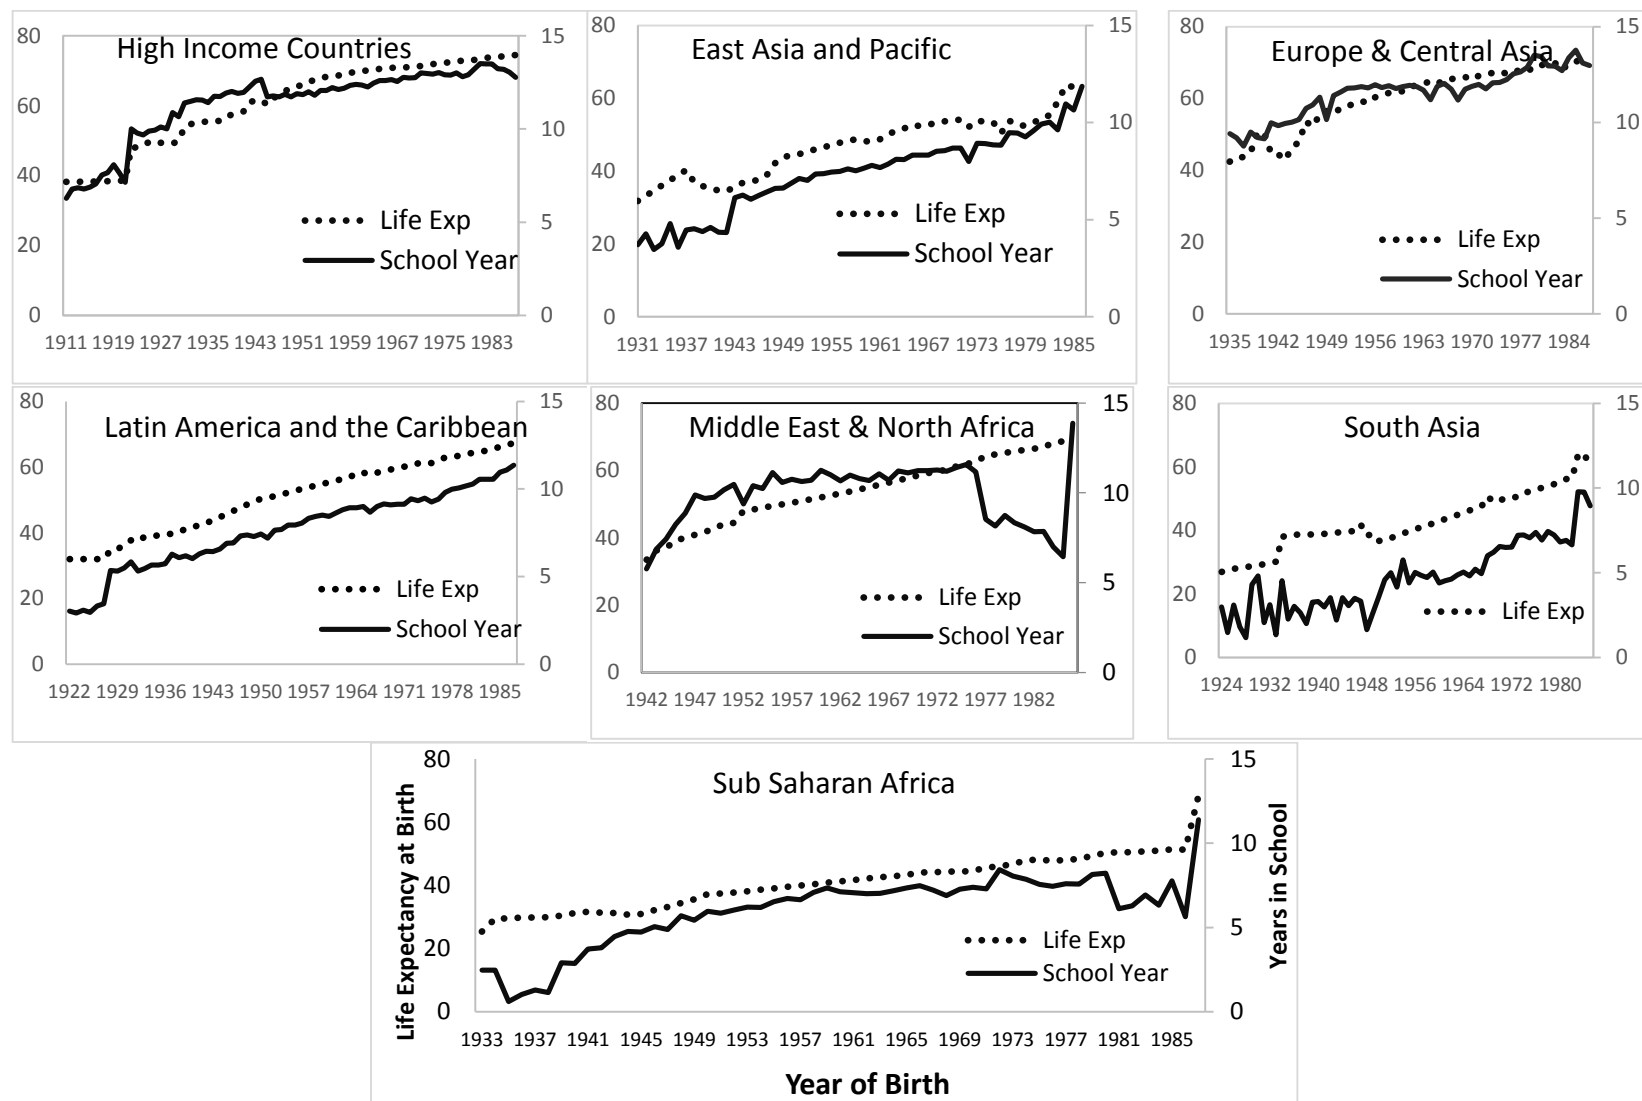 High Income Countries
80
60
40
20
0
15
10
5
0
Life Exp
School Year
1911 1919 1927 1935 1943 1951 1959 1967 1975 1983
East Asia and Pacific
80
60
40
20
0
15
10
5
0
Life Exp
School Year
1931 1937 1943 1949 1955 1961 1967 1973 1979 1985
Europe & Central Asia
80
60
40
20
0
15
10
5
0
Life Exp
School Year
1935 1942 1949 1956 1963 1970 1977 1984
Latin America and the Caribbean
80
60
40
20
0
15
10
5
0
Life Exp
School Year
1922 1929 1936 1943 1950 1957 1964 1971 1978 1985
Middle East & North Africa
80
60
40
20
0
15
10
5
0
Life Exp
School Year
1942 1947 1952 1957 1962 1967 1972 1977 1982
South Asia
80
60
40
20
0
15
10
5
0
Life Exp
1924 1932 1940 1948 1956 1964 1972 1980
Sub Saharan Africa
Life Expectancy at Birth
80
60
40
20
0
15
10
5
0
Years in School
Life Exp
School Year
1933 1937 1941 1945 1949 1953 1957 1961 1965 1969 1973 1977 1981 1985
Year of Birth